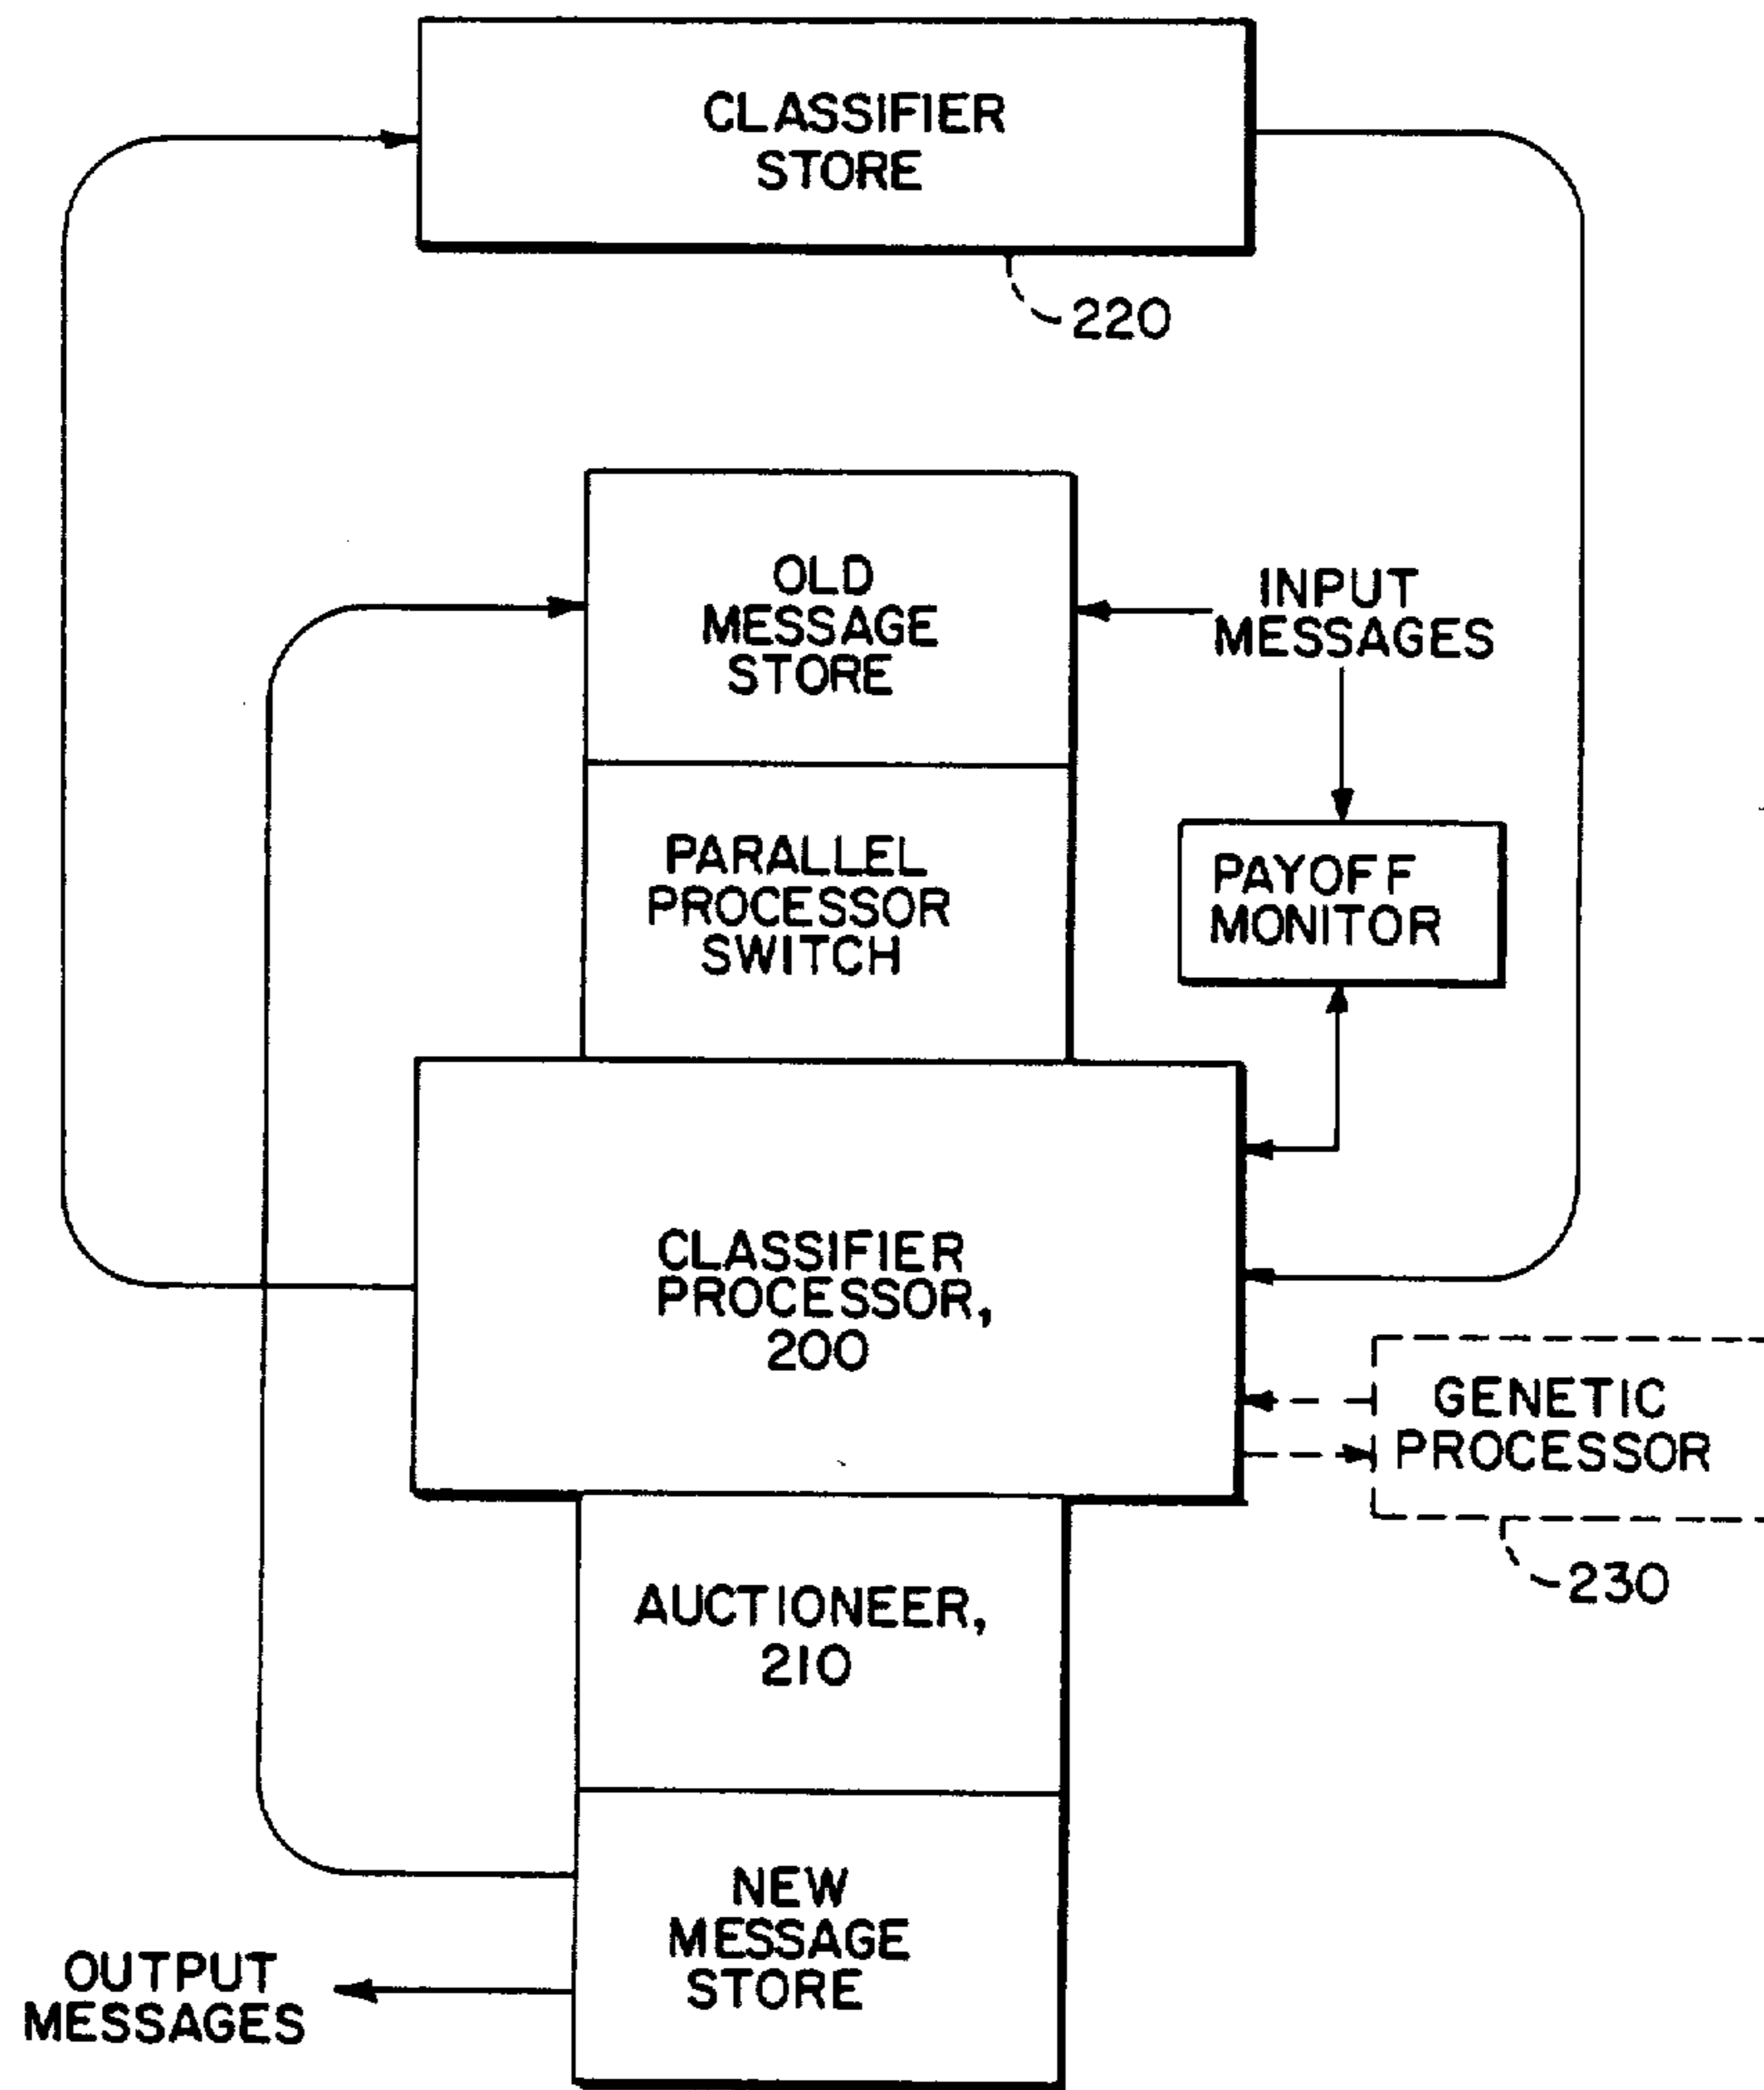 CLASSIFIER
STORE
220
OLD
MESSAGE
STORE
INPUT
MESSAGES
PARALLEL
PROCESSOR
SWITCH
PAYOFF
MONITOR
CLASSIFIER
PROCESSOR,
200
GENETIC
PROCESSOR
230
AUCTIONEER,
210
NEW
MESSAGE
STORE
OUTPUT
MESSAGES